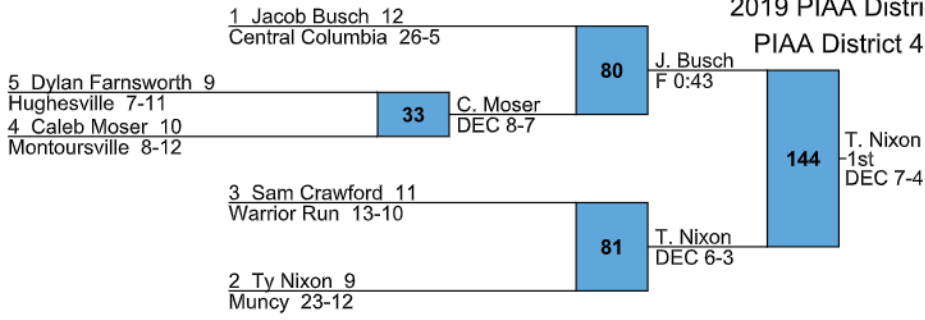 2019 PIAA Distri
PIAA District 4
1 Jacob Busch 12
Central Columbia 26-5
5 Dylan Farnsworth 9
Hughesville 7-11
4 Caleb Moser 10
Montoursville 8-12
33
C. Moser
DEC 8-7
80
J. Busch
F 0:43
3 Sam Crawford 11
Warrior Run 13-10
2 Ty Nixon 9
Muncy 23-12
81
T. Nixon
DEC 6-3
144
T. Nixon
1st
DEC 7-4